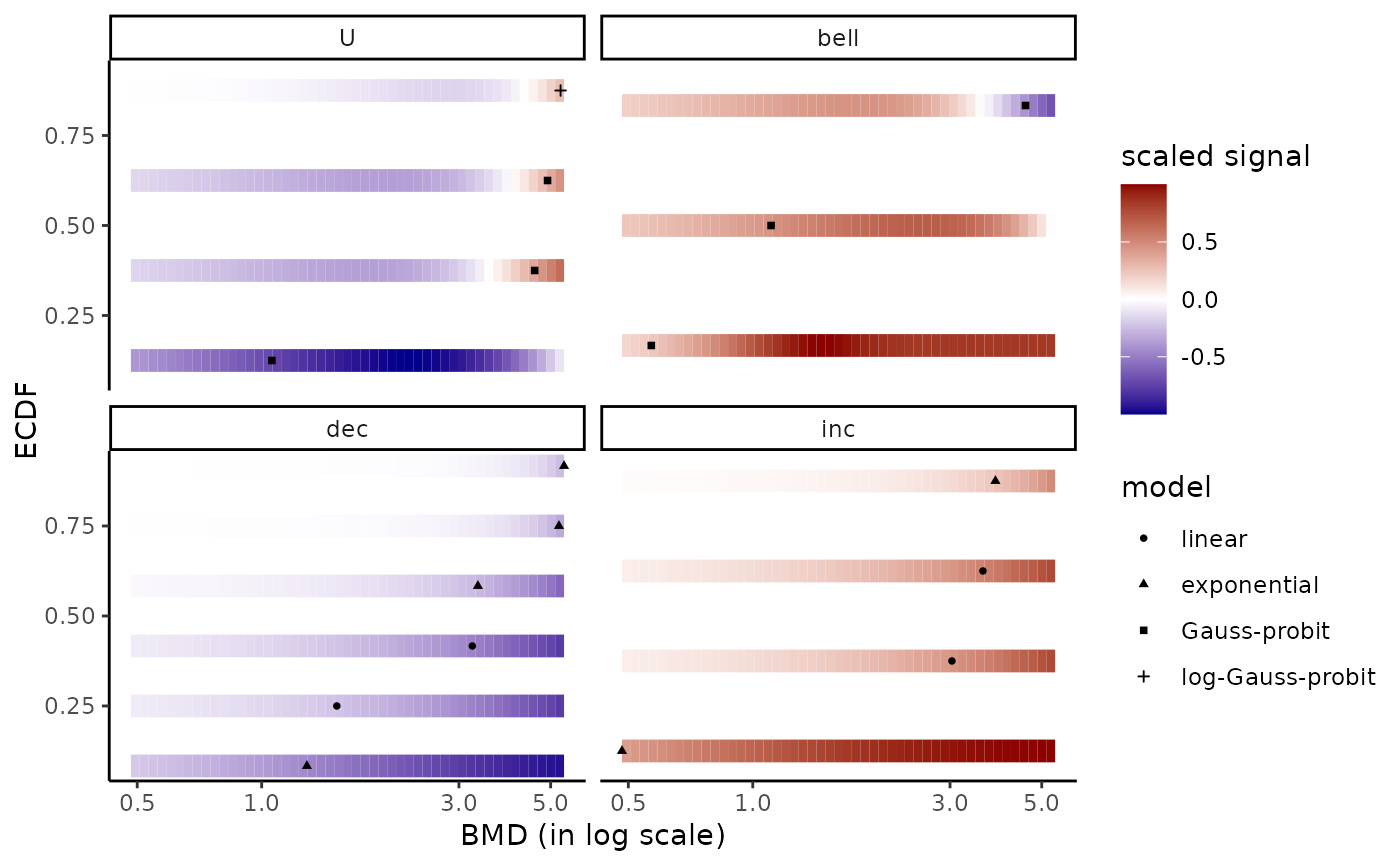 U
bell
0.75
0.50
0.25
dec
inc
0.75
0.50
0.25
0.5
1.0
3.0
5.0
0.5
1.0
3.0
5.0
BMD (in log scale)
ECDF
scaled signal
0.5
0.0
-0.5
model
linear
exponential
Gauss-probit
log-Gauss-probit